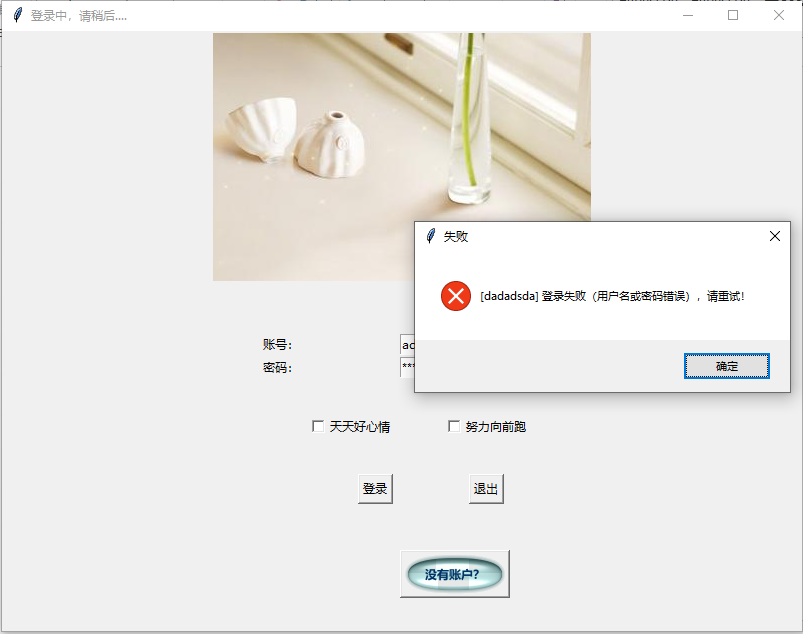 登录中，请稍后....
失败
[dadadsda] 登录失败（用户名或密码错误），请重试！
确定
账号：
密码：
**
天天好心情
努力向前跑
登录
退出
没有账户？